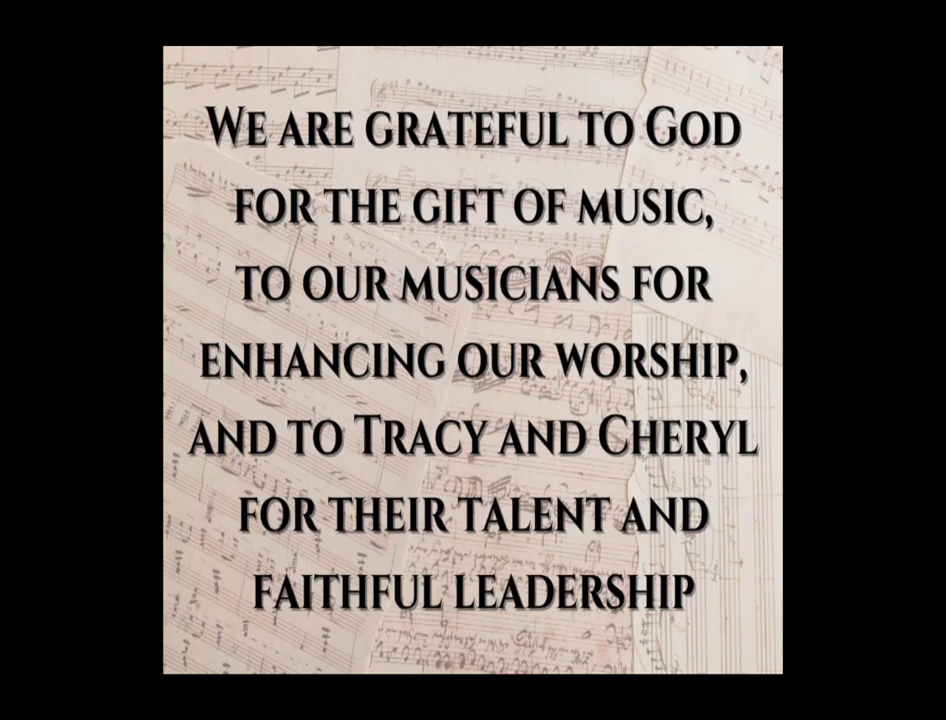 We are grateful to God
for the gift of music,
to our musicians for
enhancing our worship,
and to Tracy and Cheryl
for their talent and
faithful leadership